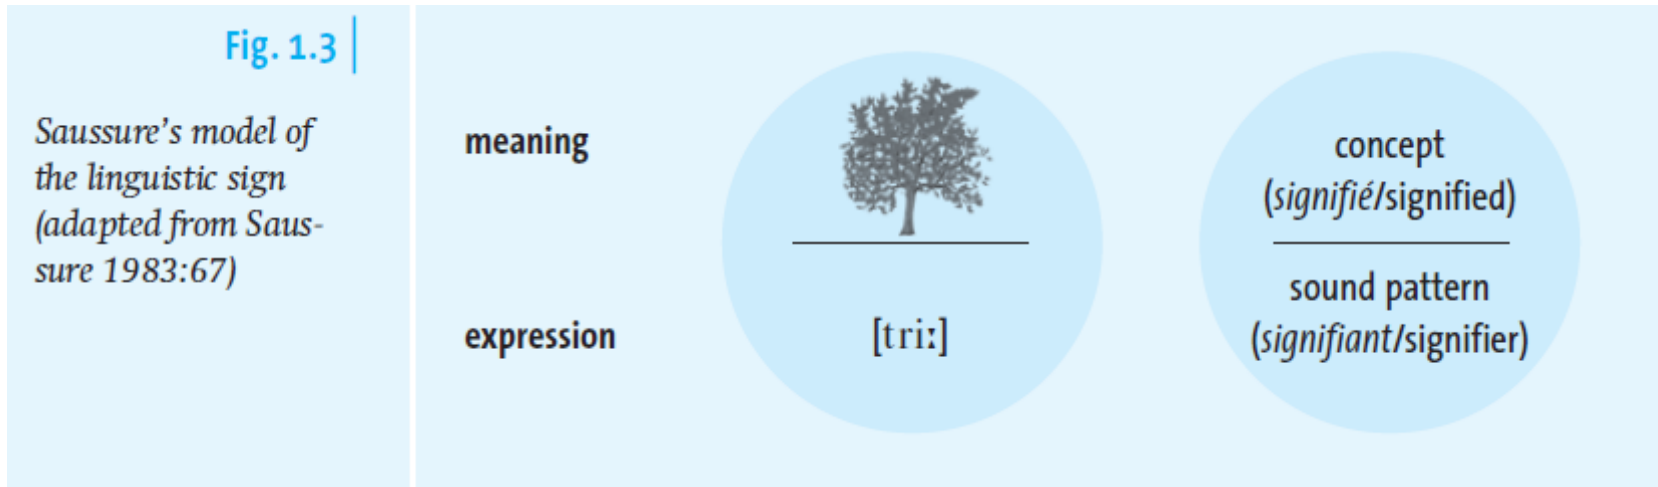 Fig. 1.3
Saussure's model of
the linguistic sign
(adapted from Saus-
sure 1983:67)
meaning
expression
[triː]
concept
(signifié/signified)
sound pattern
(signifiant/signifier)